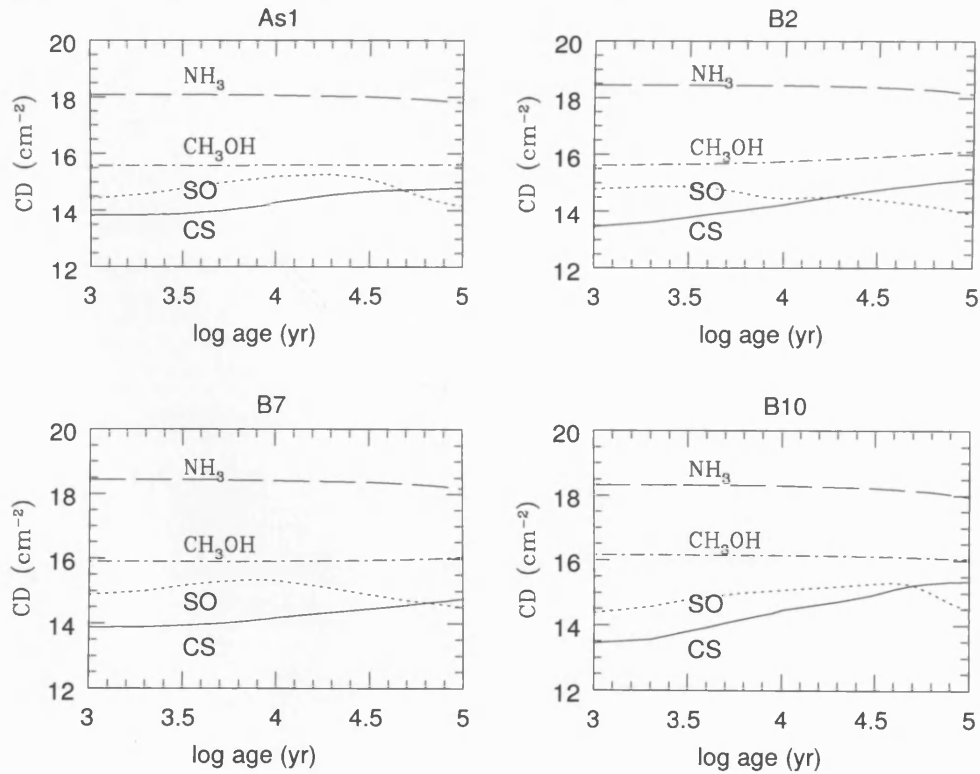 As1
20
18
16
14
12
CD (cm⁻²)
NH₃
CH₃OH
SO
CS
3
3.5
4
4.5
5
log age (yr)
B2
20
18
16
14
12
CD (cm⁻²)
NH₃
CH₃OH
SO
CS
3
3.5
4
4.5
5
log age (yr)
B7
20
18
16
14
12
CD (cm⁻²)
NH₃
CH₃OH
SO
CS
3
3.5
4
4.5
5
log age (yr)
B10
20
18
16
14
12
CD (cm⁻²)
NH₃
CH₃OH
SO
CS
3
3.5
4
4.5
5
log age (yr)